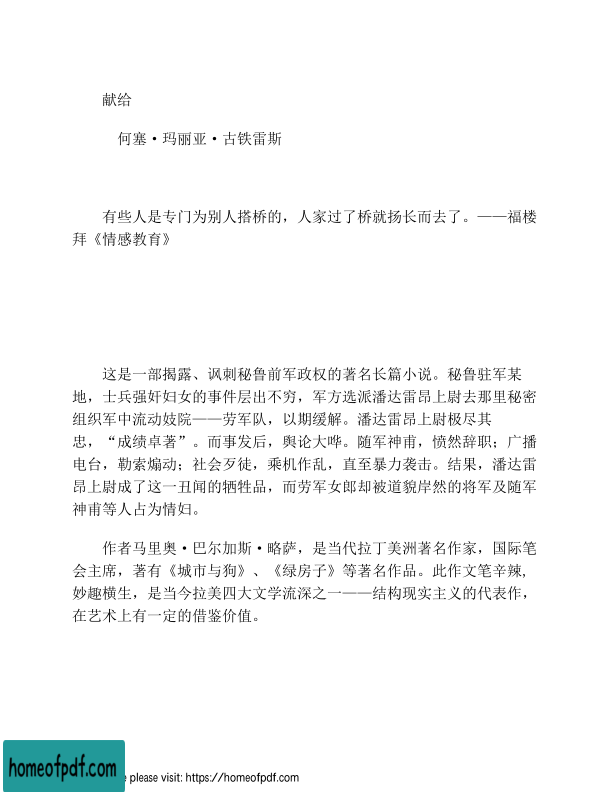 献给
何塞·玛丽亚·古铁雷斯
有些人是专门为别人搭桥的，人家过了桥就扬长而去了。——福楼
拜《情感教育》
这是一部揭露、讽刺秘鲁前军政权的著名长篇小说。秘鲁驻军某
地，士兵强奸妇女的事件层出不穷，军方选派潘达雷昂上尉去那里秘密
组织军中流动妓院——劳军队，以期缓解。潘达雷昂上尉极尽其
忠，“成绩卓著”。而事发后，舆论大哗。随军神甫，愤然辞职；广播
电台，勒索煽动；社会歹徒，乘机作乱，直至暴力袭击。结果，潘达雷
昂上尉成了这一丑闻的牺牲品，而劳军女郎却被道貌岸然的将军及随军
神甫等人占为情妇。
作者马里奥·巴尔加斯·略萨，是当代拉丁美洲著名作家，国际笔
会主席，著有《城市与狗》、《绿房子》等著名作品。此作文笔辛辣,
妙趣横生，是当今拉美四大文学流深之一——结构现实主义的代表作，
在艺术上有一定的借鉴价值。
homeofpdf.com
e please visit: https://homeofpdf.com